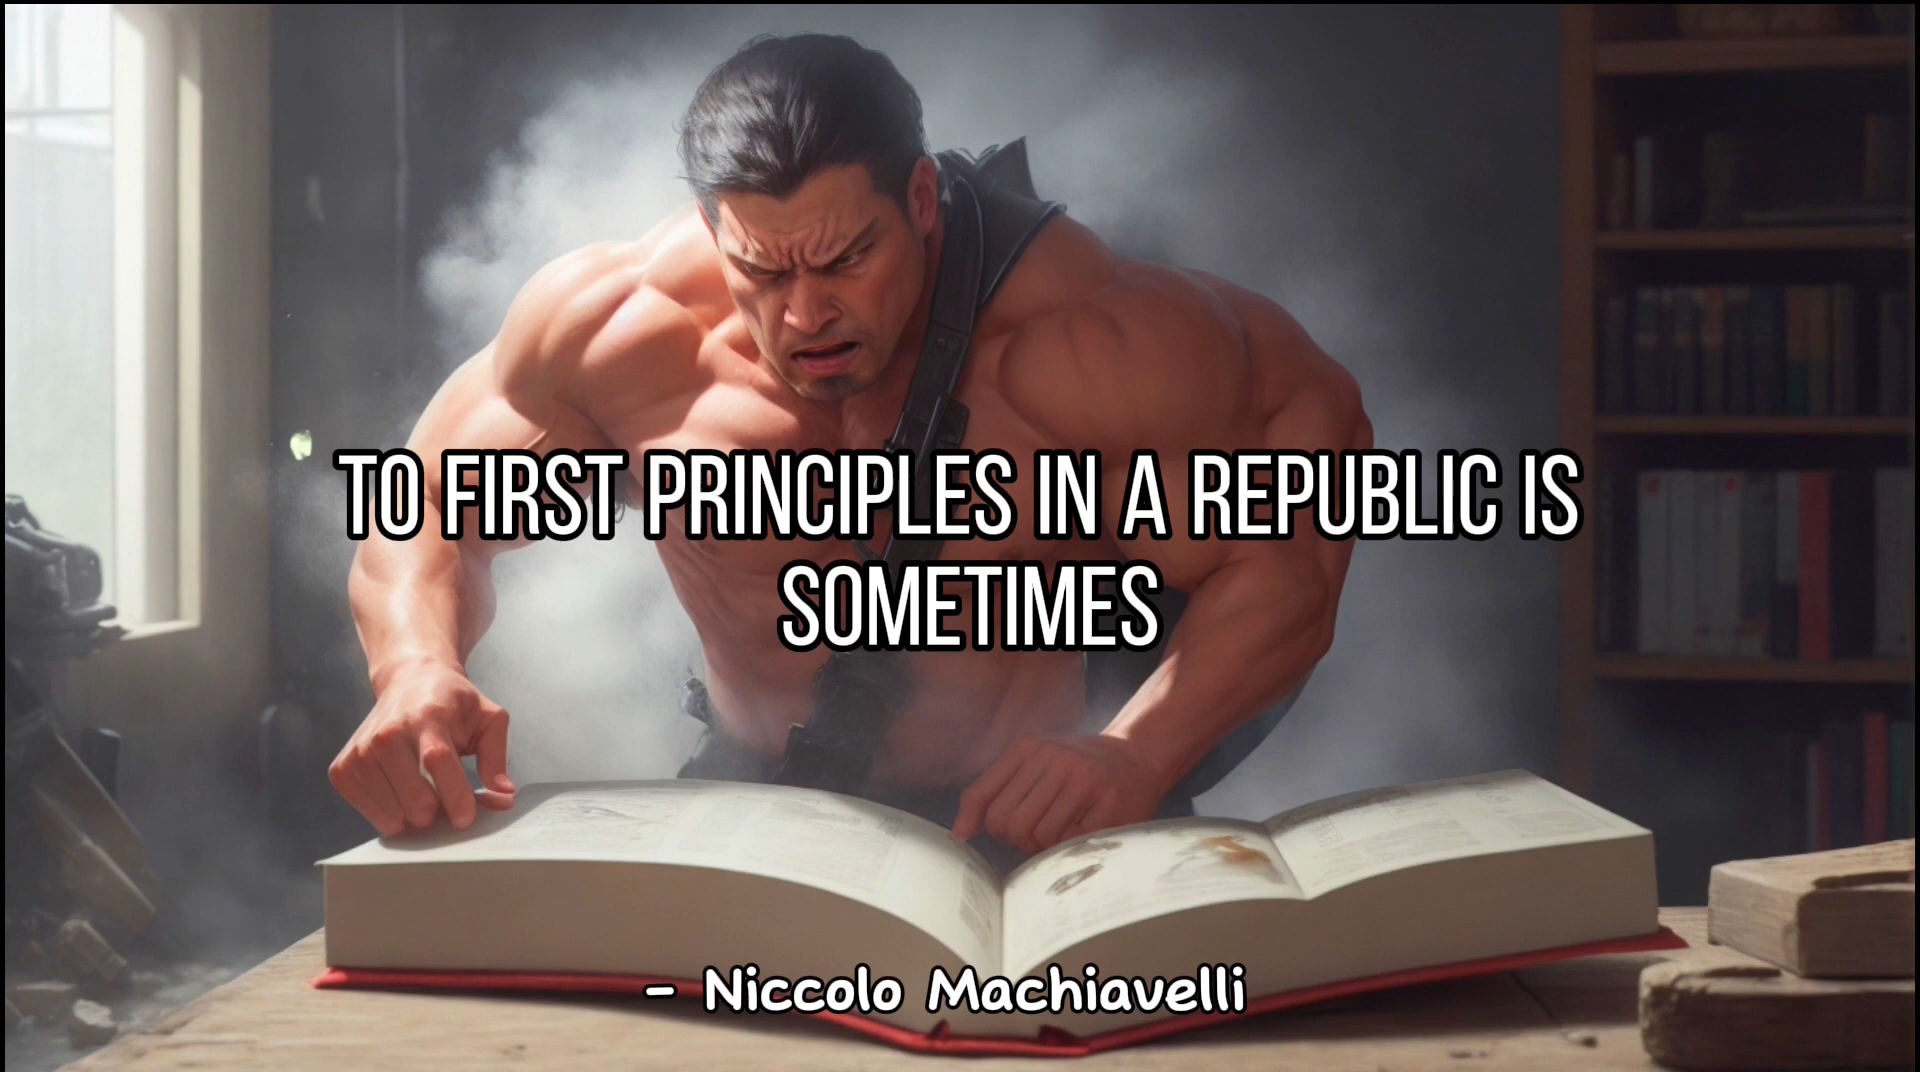 TO FIRST PRINCIPLES IN A REPUBLIC IS
SOMETIMES
- Niccolo Machiavelli